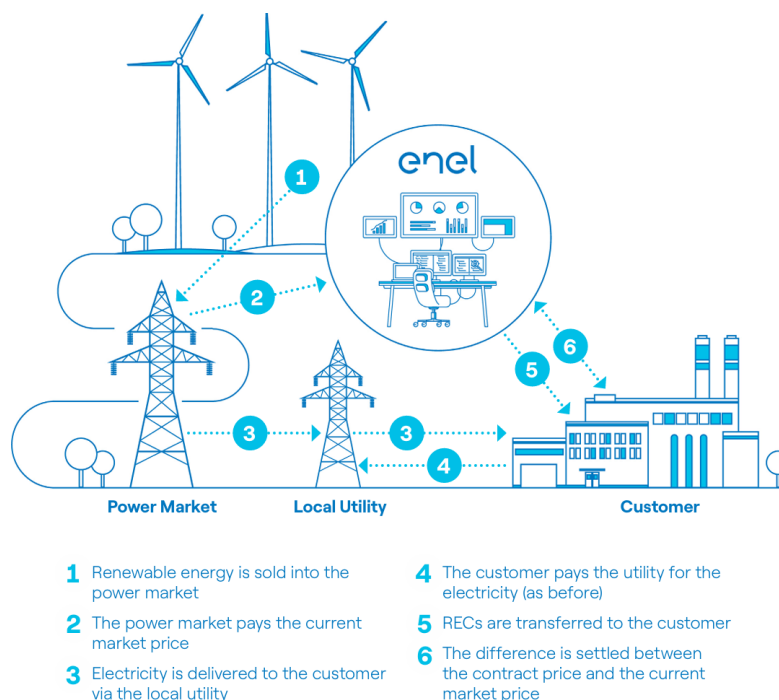 enel
1
2
3
3
4
5
6
Power Market
Local Utility
Customer
1 Renewable energy is sold into the
power market
2 The power market pays the current
market price
3 Electricity is delivered to the customer
via the local utility
4 The customer pays the utility for the
electricity (as before)
5 RECs are transferred to the customer
6 The difference is settled between
the contract price and the current
market price